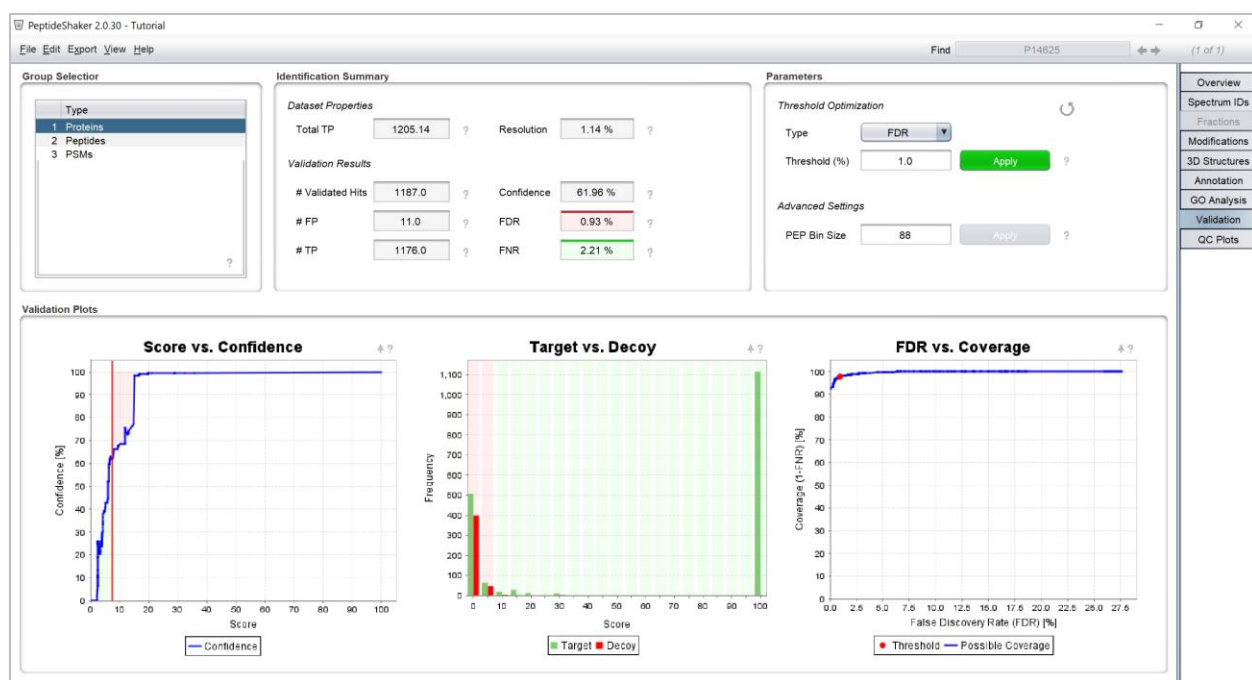 PeptideShaker 2.0.30 - Tutorial
File Edit Export View Help
Find P14625 (1 of 1)
Group Selection
Type
1 Proteins
2 Peptides
3 PSMs
?
Identification Summary
Dataset Properties
Total TP 1205.14 ? Resolution 1.14 % ?
Validation Results
# Validated Hits 1187.0 ? Confidence 61.96 % ?
# FP 11.0 ? FDR 0.93 % ?
# TP 1176.0 ? FNR 2.21 % ?
Parameters
Threshold Optimization
Type FDR
Threshold (%) 1.0 Apply ?
Advanced Settings
PEP Bin Size 88 Apply ?
Overview
Spectrum IDs
Fractions
Modifications
3D Structures
Annotation
GO Analysis
Validation
QC Plots
Validation Plots
Score vs. Confidence
?
Confidence [%]
100
90
80
70
60
50
40
30
20
10
0
0 10 20 30 40 50 60 70 80 90 100
Score
Confidence
Target vs. Decoy
?
Frequency
1,100
1,000
900
800
700
600
500
400
300
200
100
0
0 10 20 30 40 50 60 70 80 90 100
Score
Target Decoy
FDR vs. Coverage
?
Coverage (1-FNR) [%]
100
90
80
70
60
50
40
30
20
10
0
0.0 2.5 5.0 7.5 10.0 12.5 15.0 17.5 20.0 22.5 25.0 27.5
False Discovery Rate (FDR) [%]
Threshold Possible Coverage